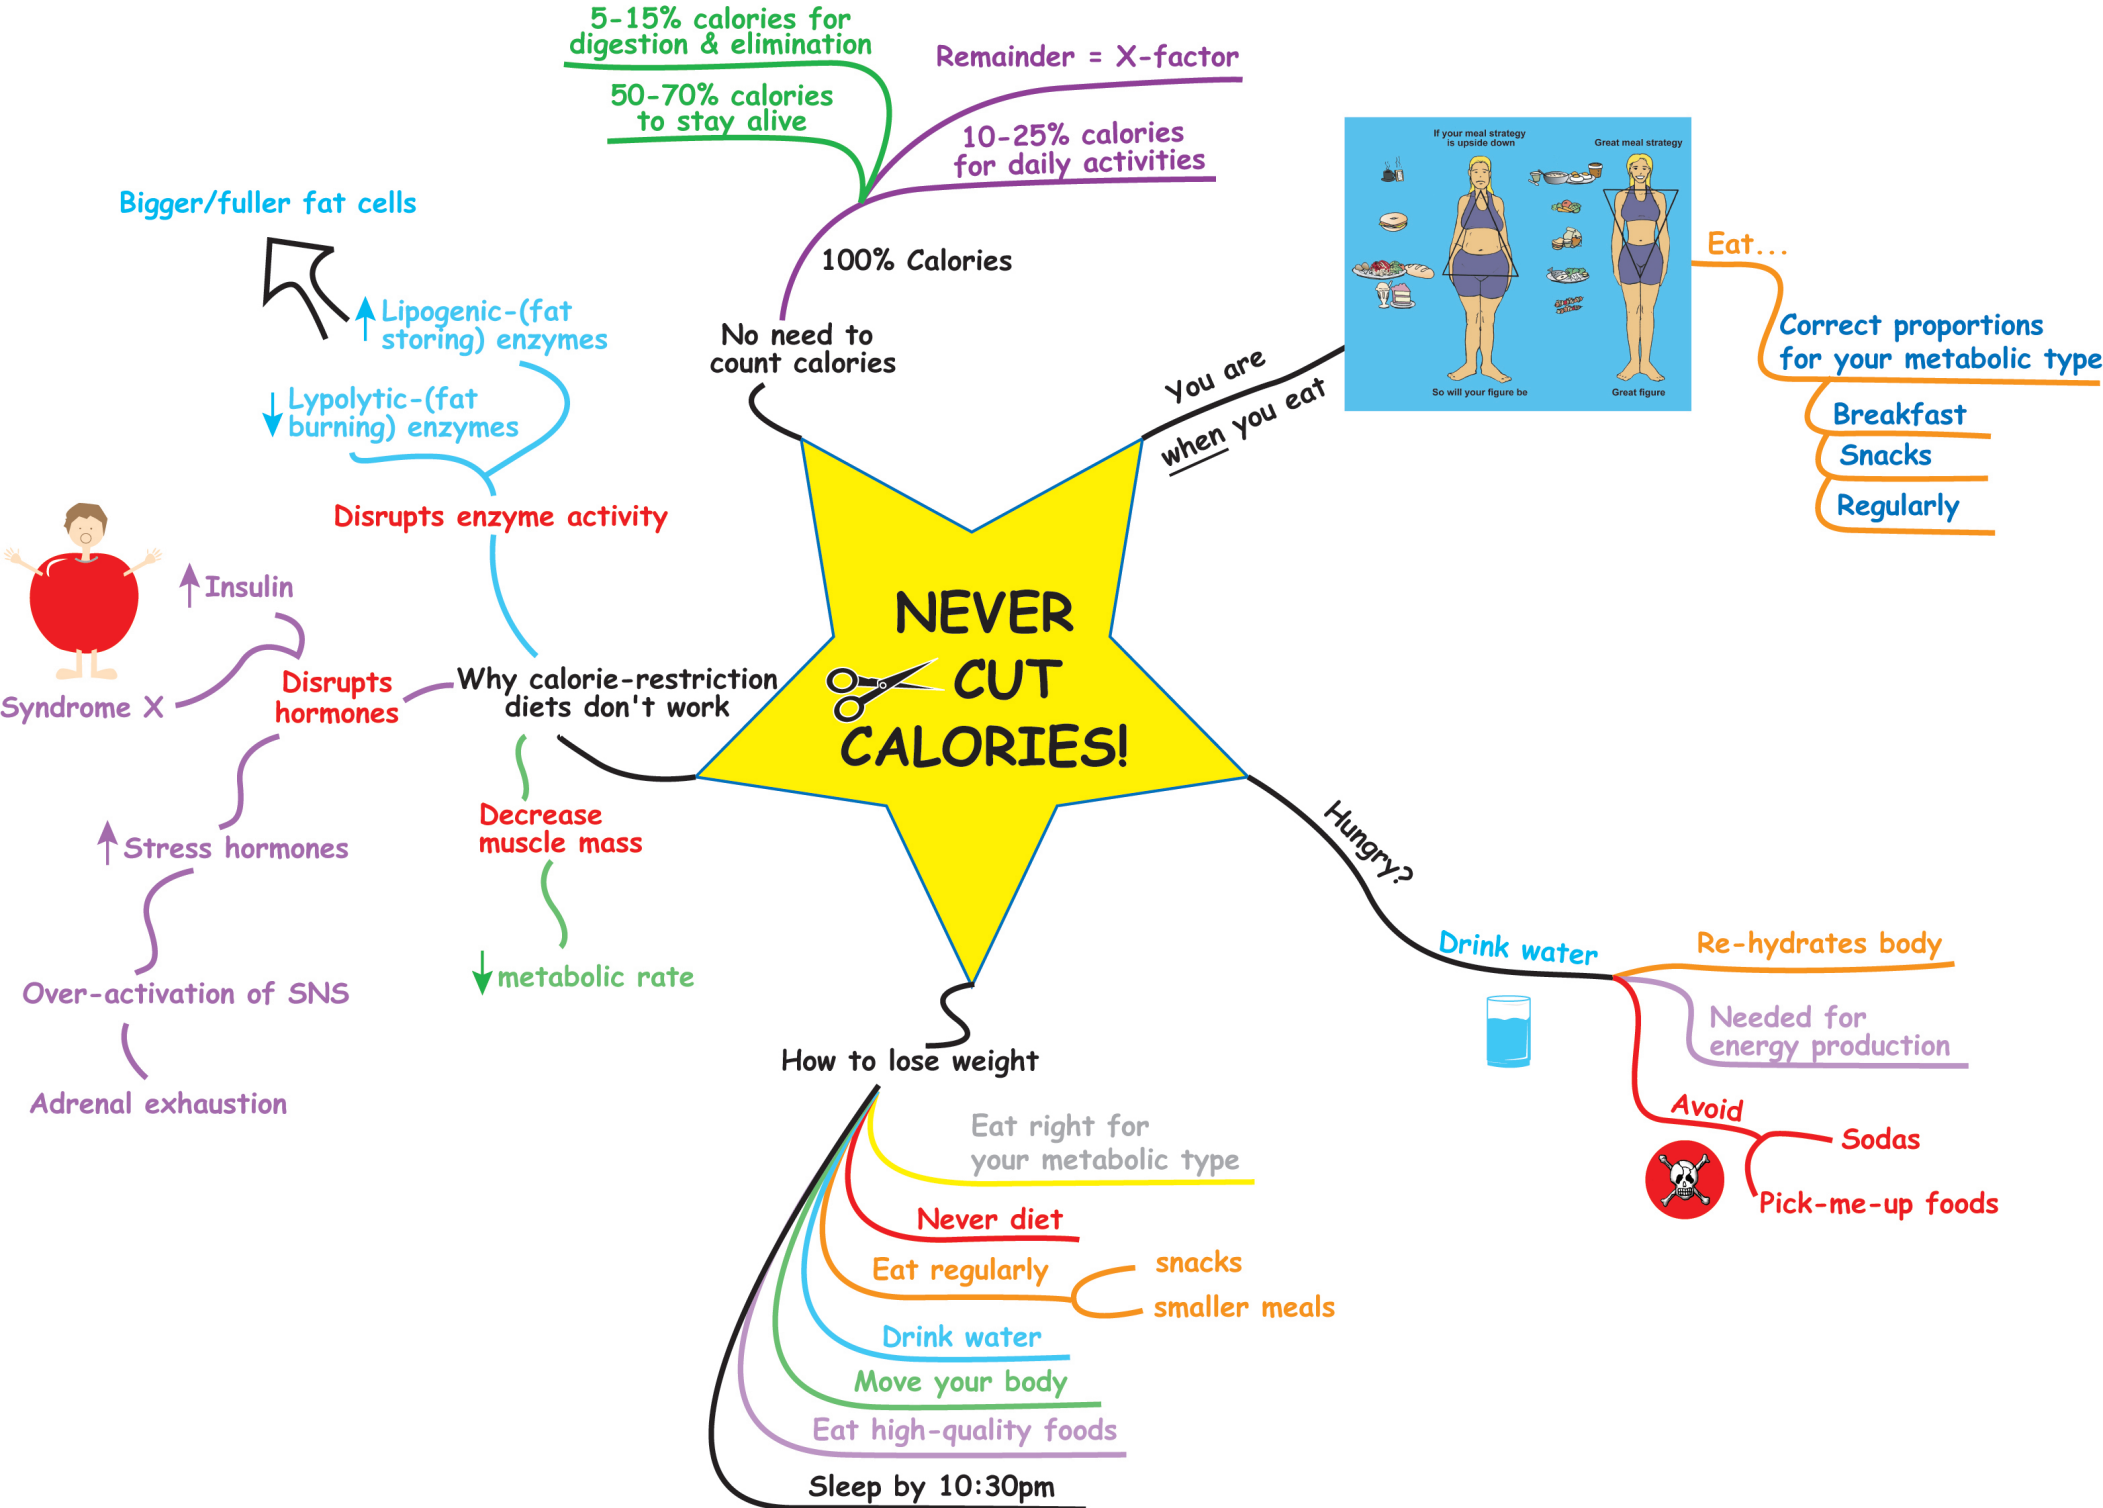 NEVER
CUT
CALORIES!
No need to
count calories
100% Calories
5-15% calories for
digestion & elimination
50-70% calories
to stay alive
Remainder = X-factor
10-25% calories
for daily activities
You are
when you eat
If your meal strategy
is upside down
Great meal strategy
So will your figure be
Great figure
Eat...
Correct proportions
for your metabolic type
Breakfast
Snacks
Regularly
Hungry?
Drink water
Re-hydrates body
Needed for
energy production
Avoid
Sodas
Pick-me-up foods
How to lose weight
Eat right for
your metabolic type
Never diet
Eat regularly
snacks
smaller meals
Drink water
Move your body
Eat high-quality foods
Sleep by 10:30pm
Why calorie-restriction
diets don't work
Disrupts enzyme activity
Lypolytic-(fat
burning) enzymes
Lipogenic-(fat
storing) enzymes
Bigger/fuller fat cells
Disrupts
hormones
Insulin
Syndrome X
Stress hormones
Over-activation of SNS
Adrenal exhaustion
Decrease
muscle mass
metabolic rate